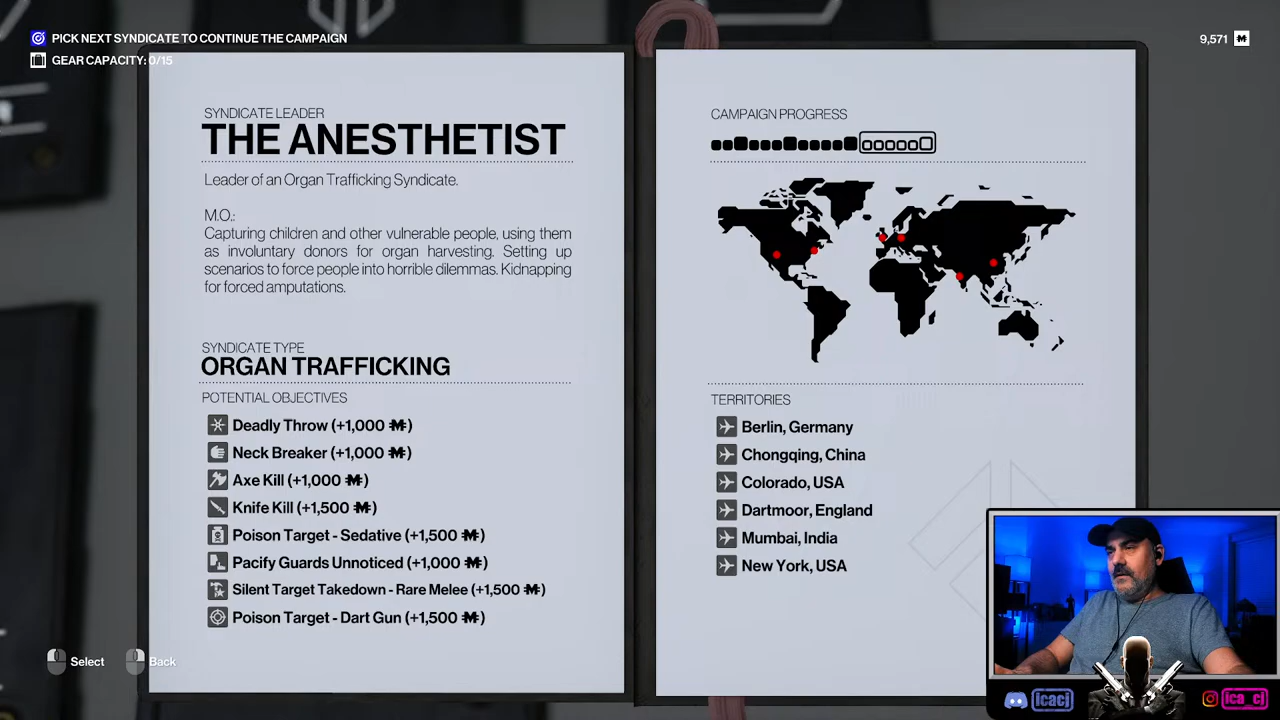 PICK NEXT SYNDICATE TO CONTINUE THE CAMPAIGN
GEAR CAPACITY: 0/15
9,571
SYNDICATE LEADER
THE ANESTHETIST
Leader of an Organ Trafficking Syndicate.
M.O.:
Capturing children and other vulnerable people, using them
as involuntary donors for organ harvesting. Setting up
scenarios to force people into horrible dilemmas. Kidnapping
for forced amputations.
SYNDICATE TYPE
ORGAN TRAFFICKING
POTENTIAL OBJECTIVES
Deadly Throw (+1,000)
Neck Breaker (+1,000)
Axe Kill (+1,000)
Knife Kill (+1,500)
Poison Target - Sedative (+1,500)
Pacify Guards Unnoticed (+1,000)
Silent Target Takedown - Rare Melee (+1,500)
Poison Target - Dart Gun (+1,500)
Select
Back
CAMPAIGN PROGRESS
TERRITORIES
Berlin, Germany
Chongqing, China
Colorado, USA
Dartmoor, England
Mumbai, India
New York, USA
icacj
ica_cj